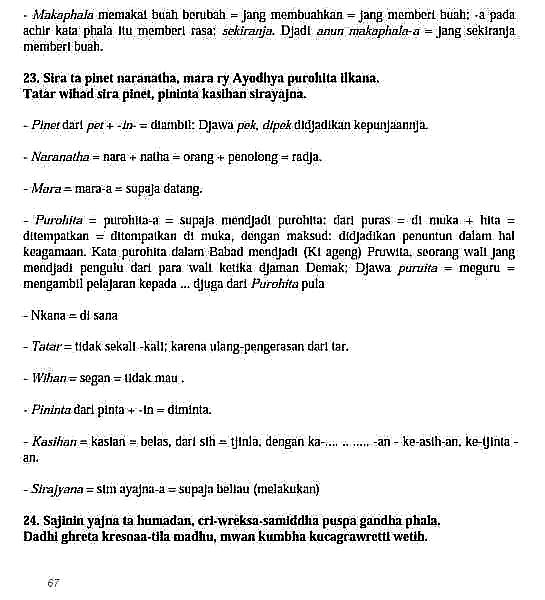 - Makaphala memakai buah berubah = jang membuahkan = jang memberi buah; -a pada
achir kata phala itu memberi rasa; sekiranja. Djadi anun makaphala-a = jang sekiranja
memberi buah.
23. Sira ta pinet naranatha, mara ry Ayodhya purohita iikana.
Tatar wihad sira pinet, pininta kasihan sirayajna.
- Pinet dari pet + -in- = diambil; Djawa pek, dipek didjadikan kepunjaannja.
- Naranatha = nara + natha = orang + penolong = radja.
- Mara = mara-a = supaja datang.
- Purohita = purohita-a = supaja mendjadi purohita; dari puras = di muka + hita =
ditempatkan = ditempatkan di muka, dengan maksud: didjadikan penuntun dalam hal
keagamaan. Kata purohita dalam Babad mendjadi (Ki ageng) Pruwita, seorang wali jang
mendjadi pengulu dari para wali ketika djaman Demak; Djawa puruita = meguru =
mengambil peladjaran kepada ... djuga dari Purohita pula
- Nkana = di sana
- Tatar = tidak sekali -kali; karena ulang-pengerasan dari tar.
- Wihan = segan = tidak mau .
- Pininta dari pinta + -in = diminta.
- Kasihan = kasian = belas, dari sih = tjinla, dengan ka-.... .. ..... -an - ke-asih-an, ke-tjinta -
an.
- Sirajyana = sim ayajna-a = supaja beliau (melakukan)
24. Sajinin yajna ta humadan, cri-wreksa-samiddha puspa gandha phala.
Dadhi ghreta kresnaa-tila madhu, mwan kumbha kucagrawretti wetih.
67